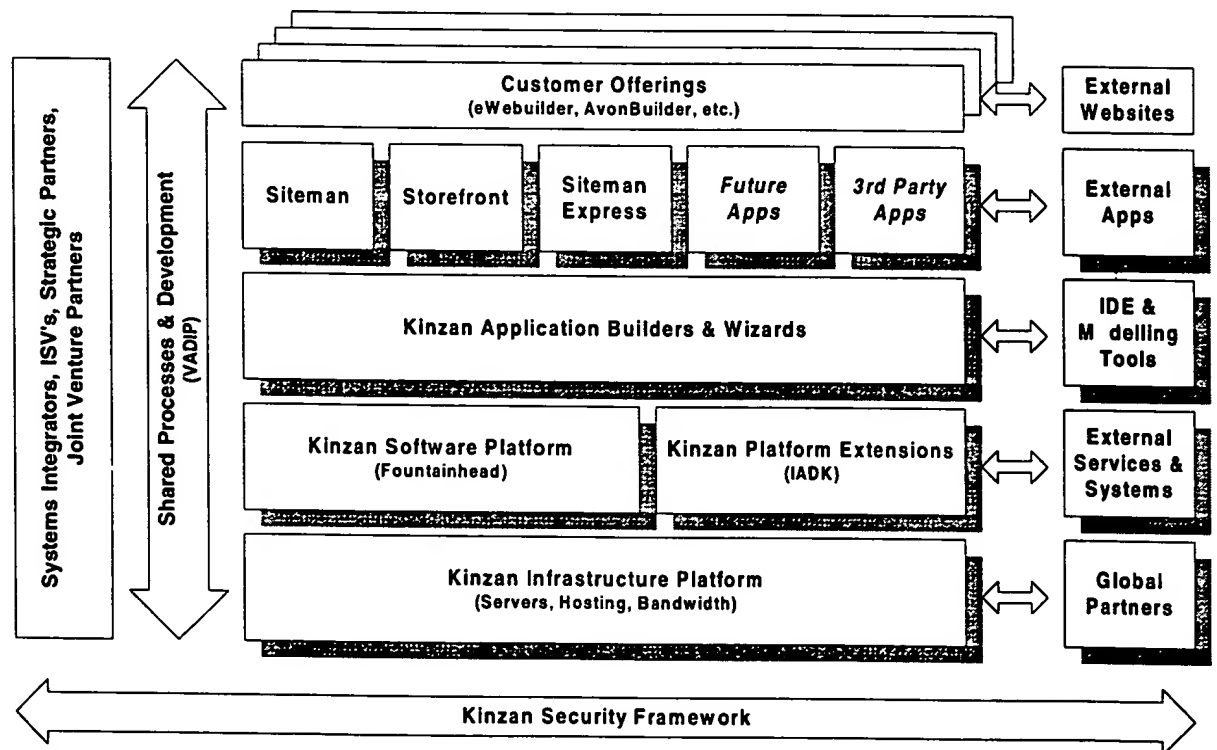 Systems Integrators, ISV's, Strategic Partners,
Joint Venture Partners
Shared Processes & Development
(VADIP)
Customer Offerings
(eWebuilder, AvonBuilder, etc.)
External
Websites
Siteman
Storefront
Siteman
Express
Future
Apps
3rd Party
Apps
External
Apps
Kinzan Application Builders & Wizards
IDE &
M delling
Tools
Kinzan Software Platform
(Fountainhead)
Kinzan Platform Extensions
(IADK)
External
Services &
Systems
Kinzan Infrastructure Platform
(Servers, Hosting, Bandwidth)
Global
Partners
Kinzan Security Framework